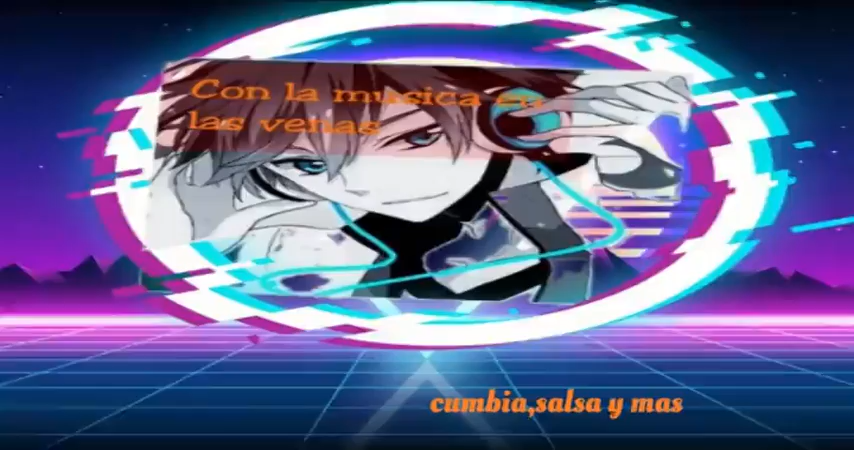 Con la musica en
las venas
cumbia,salsa y mas